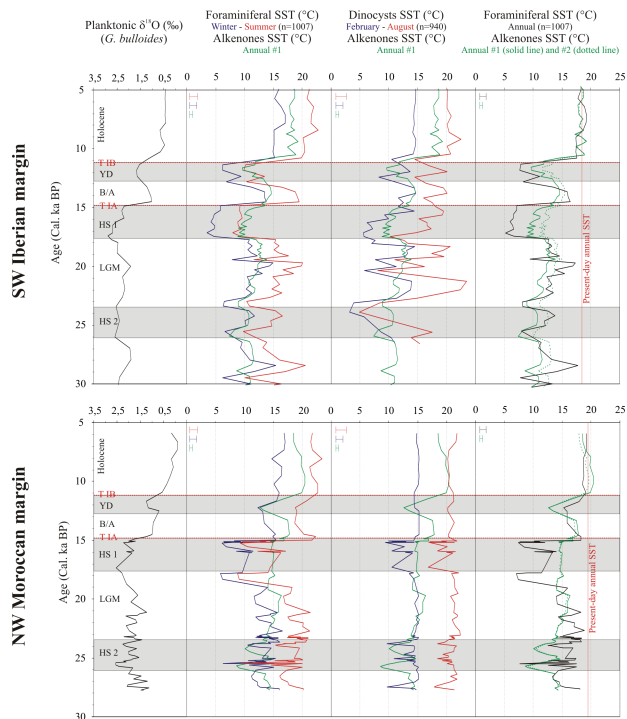 Planktonic δ¹⁸O (‰)
(G. bulloides)
Foraminiferal SST (°C)
Winter - Summer (n=1007)
Alkenones SST (°C)
Annual #1
Dinocysts SST (°C)
February - August (n=940)
Alkenones SST (°C)
Annual #1
Foraminiferal SST (°C)
Annual (n=1007)
Alkenones SST (°C)
Annual #1 (solid line) and #2 (dotted line)
3,5 2,5 1,5 0,5 0 5 10 15 20 0 5 10 15 20 0 5 10 15 20 25
SW Iberian margin
Age (Cal. ka BP)
5
10
15
20
25
30
Holocene
T IB
YD
B/A
T IA
HS 1
LGM
HS 2
Present-day annual SST
3,5 2,5 1,5 0,5 0 5 10 15 20 0 5 10 15 20 0 5 10 15 20 25
NW Moroccan margin
Age (Cal. ka BP)
5
10
15
20
25
30
Holocene
T IB
YD
B/A
T IA
HS 1
LGM
HS 2
Present-day annual SST